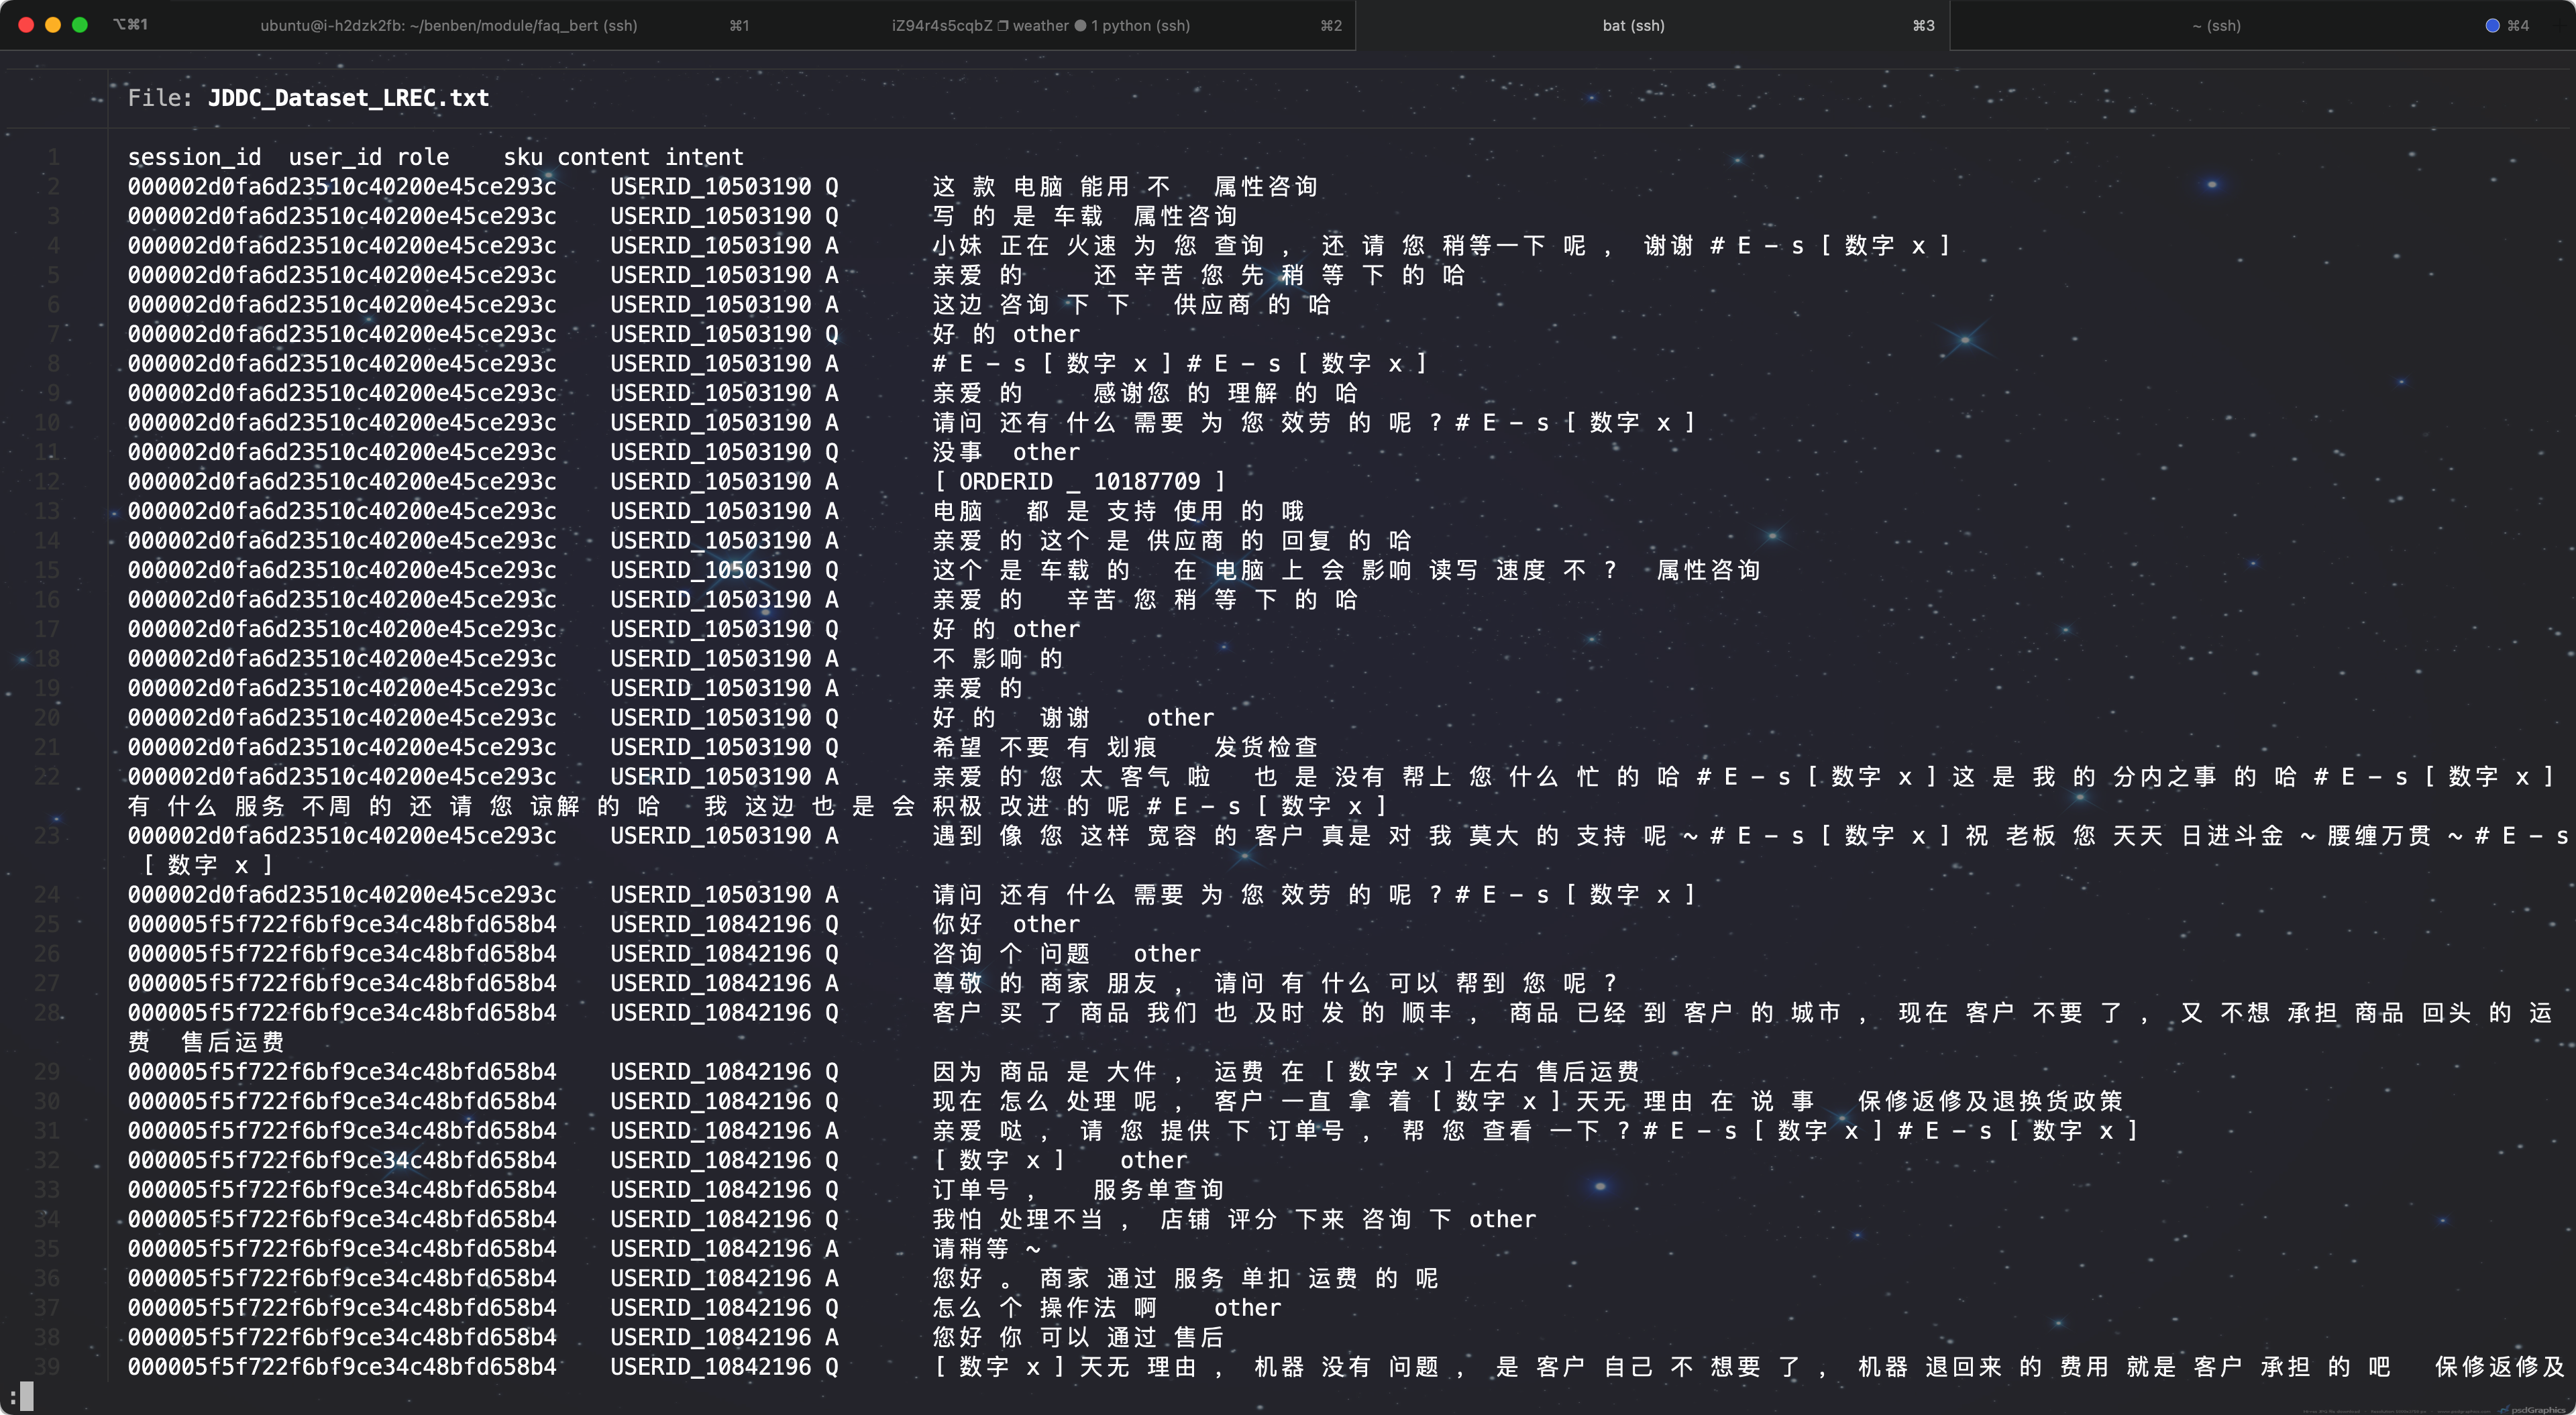 ⌥⌘1 ubuntu@i-h2dzk2fb: ~/benben/module/faq_bert (ssh) ⌘1 iZ94r4s5cqbZ ❐ weather ● 1 python (ssh) ⌘2 bat (ssh) ⌘3 ~ (ssh) ⌘4
File: JDDC_Dataset_LREC.txt
1 session_id user_id role sku content intent
2 000002d0fa6d23510c40200e45ce293c USERID_10503190 Q 这 款 电脑 能用 不 属性咨询
3 000002d0fa6d23510c40200e45ce293c USERID_10503190 Q 写 的 是 车载 属性咨询
4 000002d0fa6d23510c40200e45ce293c USERID_10503190 A 小妹 正在 火速 为 您 查询 , 还 请 您 稍等一下 呢 , 谢谢 # E – s [ 数字 x ]
5 000002d0fa6d23510c40200e45ce293c USERID_10503190 A 亲爱 的 还 辛苦 您 先 稍 等 下 的 哈
6 000002d0fa6d23510c40200e45ce293c USERID_10503190 A 这边 咨询 下 下 供应商 的 哈
7 000002d0fa6d23510c40200e45ce293c USERID_10503190 Q 好 的 other
8 000002d0fa6d23510c40200e45ce293c USERID_10503190 A # E – s [ 数字 x ] # E – s [ 数字 x ]
9 000002d0fa6d23510c40200e45ce293c USERID_10503190 A 亲爱 的 感谢您 的 理解 的 哈
10 000002d0fa6d23510c40200e45ce293c USERID_10503190 A 请问 还有 什么 需要 为 您 效劳 的 呢 ? # E – s [ 数字 x ]
11 000002d0fa6d23510c40200e45ce293c USERID_10503190 Q 没事 other
12 000002d0fa6d23510c40200e45ce293c USERID_10503190 A [ ORDERID _ 10187709 ]
13 000002d0fa6d23510c40200e45ce293c USERID_10503190 A 电脑 都 是 支持 使用 的 哦
14 000002d0fa6d23510c40200e45ce293c USERID_10503190 A 亲爱 的 这个 是 供应商 的 回复 的 哈
15 000002d0fa6d23510c40200e45ce293c USERID_10503190 Q 这个 是 车载 的 在 电脑 上 会 影响 读写 速度 不 ? 属性咨询
16 000002d0fa6d23510c40200e45ce293c USERID_10503190 A 亲爱 的 辛苦 您 稍 等 下 的 哈
17 000002d0fa6d23510c40200e45ce293c USERID_10503190 Q 好 的 other
18 000002d0fa6d23510c40200e45ce293c USERID_10503190 A 不 影响 的
19 000002d0fa6d23510c40200e45ce293c USERID_10503190 A 亲爱 的
20 000002d0fa6d23510c40200e45ce293c USERID_10503190 Q 好 的 谢谢 other
21 000002d0fa6d23510c40200e45ce293c USERID_10503190 Q 希望 不要 有 划痕 发货检查
22 000002d0fa6d23510c40200e45ce293c USERID_10503190 A 亲爱 的 您 太 客气 啦 也 是 没有 帮上 您 什么 忙 的 哈 # E – s [ 数字 x ] 这 是 我 的 分内之事 的 哈 # E – s [ 数字 x ]
有 什么 服务 不周 的 还 请 您 谅解 的 哈 我 这边 也 是 会 积极 改进 的 呢 # E – s [ 数字 x ]
23 000002d0fa6d23510c40200e45ce293c USERID_10503190 A 遇到 像 您 这样 宽容 的 客户 真是 对 我 莫大 的 支持 呢 ~ # E – s [ 数字 x ] 祝 老板 您 天天 日进斗金 ~ 腰缠万贯 ~ # E – s
[ 数字 x ]
24 000002d0fa6d23510c40200e45ce293c USERID_10503190 A 请问 还有 什么 需要 为 您 效劳 的 呢 ? # E – s [ 数字 x ]
25 000005f5f722f6bf9ce34c48bfd658b4 USERID_10842196 Q 你好 other
26 000005f5f722f6bf9ce34c48bfd658b4 USERID_10842196 Q 咨询 个 问题 other
27 000005f5f722f6bf9ce34c48bfd658b4 USERID_10842196 A 尊敬 的 商家 朋友 , 请问 有 什么 可以 帮到 您 呢 ?
28 000005f5f722f6bf9ce34c48bfd658b4 USERID_10842196 Q 客户 买 了 商品 我们 也 及时 发 的 顺丰 , 商品 已经 到 客户 的 城市 , 现在 客户 不要 了 , 又 不想 承担 商品 回头 的 运
费 售后运费
29 000005f5f722f6bf9ce34c48bfd658b4 USERID_10842196 Q 因为 商品 是 大件 , 运费 在 [ 数字 x ] 左右 售后运费
30 000005f5f722f6bf9ce34c48bfd658b4 USERID_10842196 Q 现在 怎么 处理 呢 , 客户 一直 拿 着 [ 数字 x ] 天无 理由 在 说 事 保修返修及退换货政策
31 000005f5f722f6bf9ce34c48bfd658b4 USERID_10842196 A 亲爱 哒 , 请 您 提供 下 订单号 , 帮 您 查看 一下 ? # E – s [ 数字 x ] # E – s [ 数字 x ]
32 000005f5f722f6bf9ce34c48bfd658b4 USERID_10842196 Q [ 数字 x ] other
33 000005f5f722f6bf9ce34c48bfd658b4 USERID_10842196 Q 订单号 , 服务单查询
34 000005f5f722f6bf9ce34c48bfd658b4 USERID_10842196 Q 我怕 处理不当 , 店铺 评分 下来 咨询 下 other
35 000005f5f722f6bf9ce34c48bfd658b4 USERID_10842196 A 请稍等 ~
36 000005f5f722f6bf9ce34c48bfd658b4 USERID_10842196 A 您好 。 商家 通过 服务 单扣 运费 的 呢
37 000005f5f722f6bf9ce34c48bfd658b4 USERID_10842196 Q 怎么 个 操作法 啊 other
38 000005f5f722f6bf9ce34c48bfd658b4 USERID_10842196 A 您好 你 可以 通过 售后
39 000005f5f722f6bf9ce34c48bfd658b4 USERID_10842196 Q [ 数字 x ] 天无 理由 , 机器 没有 问题 , 是 客户 自己 不 想要 了 , 机器 退回来 的 费用 就是 客户 承担 的 吧 保修返修及
:
psdGraphics